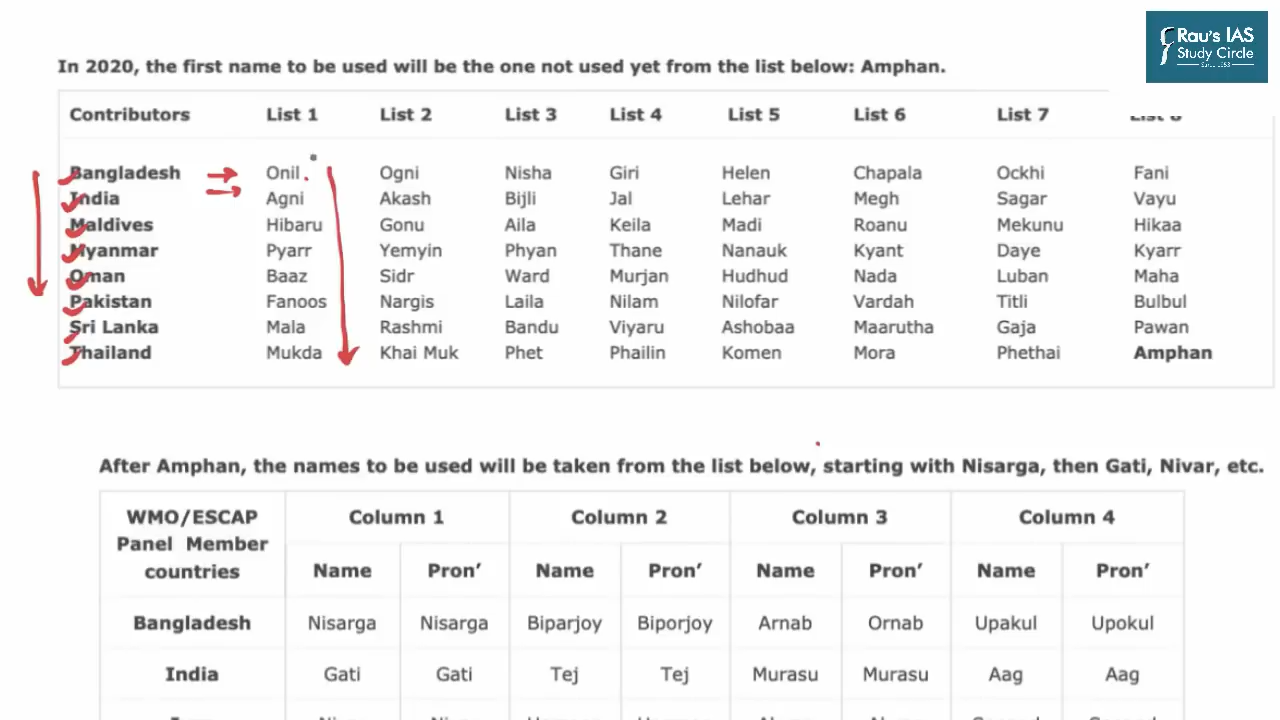 Rau's IAS
Study Circle
In 2020, the first name to be used will be the one not used yet from the list below: Amphan.
Contributors List 1 List 2 List 3 List 4 List 5 List 6 List 7
Bangladesh Onil Ogni Nisha Giri Helen Chapala Ockhi Fani
India Agni Akash Bijli Jal Lehar Megh Sagar Vayu
Maldives Hibaru Gonu Aila Keila Madi Roanu Mekunu Hikaa
Myanmar Pyarr Yemyin Phyan Thane Nanauk Kyant Daye Kyarr
Oman Baaz Sidr Ward Murjan Hudhud Nada Luban Maha
Pakistan Fanoos Nargis Laila Nilam Nilofar Vardah Titli Bulbul
Sri Lanka Mala Rashmi Bandu Viyaru Ashobaa Maarutha Gaja Pawan
Thailand Mukda Khai Muk Phet Phailin Komen Mora Phethai Amphan
After Amphan, the names to be used will be taken from the list below, starting with Nisarga, then Gati, Nivar, etc.
WMO/ESCAP Column 1 Column 2 Column 3 Column 4
Panel Member
countries Name Pron' Name Pron' Name Pron' Name Pron'
Bangladesh Nisarga Nisarga Biparjoy Biporjoy Arnab Ornab Upakul Upokul
India Gati Gati Tej Tej Murasu Murasu Aag Aag